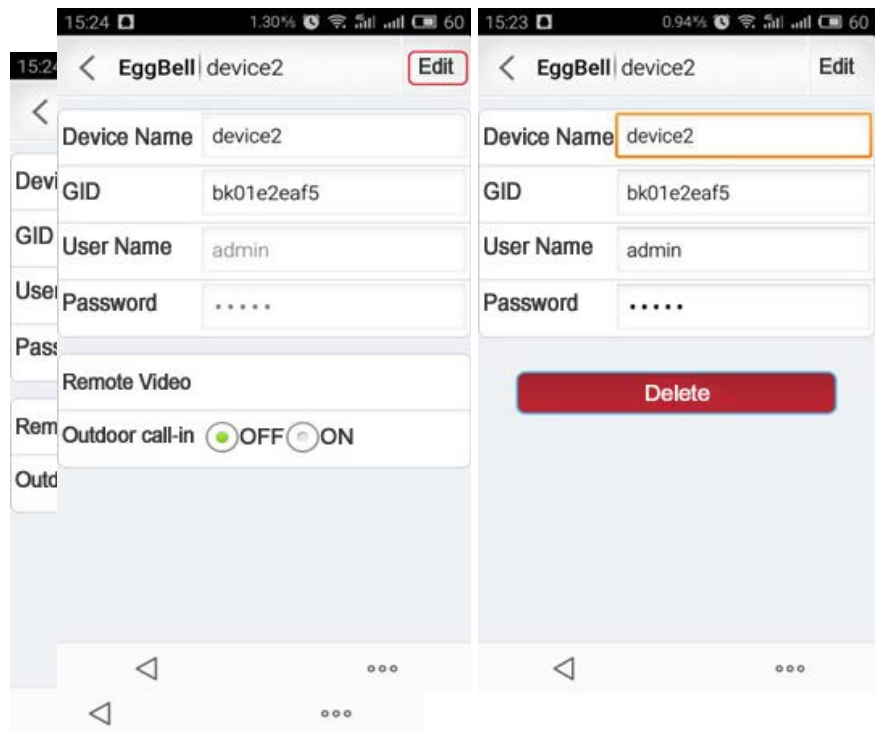 15:24 1.30% 60
EggBell device2 Edit
Device Name device2
GID bk01e2eaf5
User Name admin
Password •••••
Remote Video
Outdoor call-in OFF ON
15:23 0.94% 60
EggBell device2 Edit
Device Name device2
GID bk01e2eaf5
User Name admin
Password •••••
Delete
15:24
Devi
GID
User
Pass
Rem
Outd